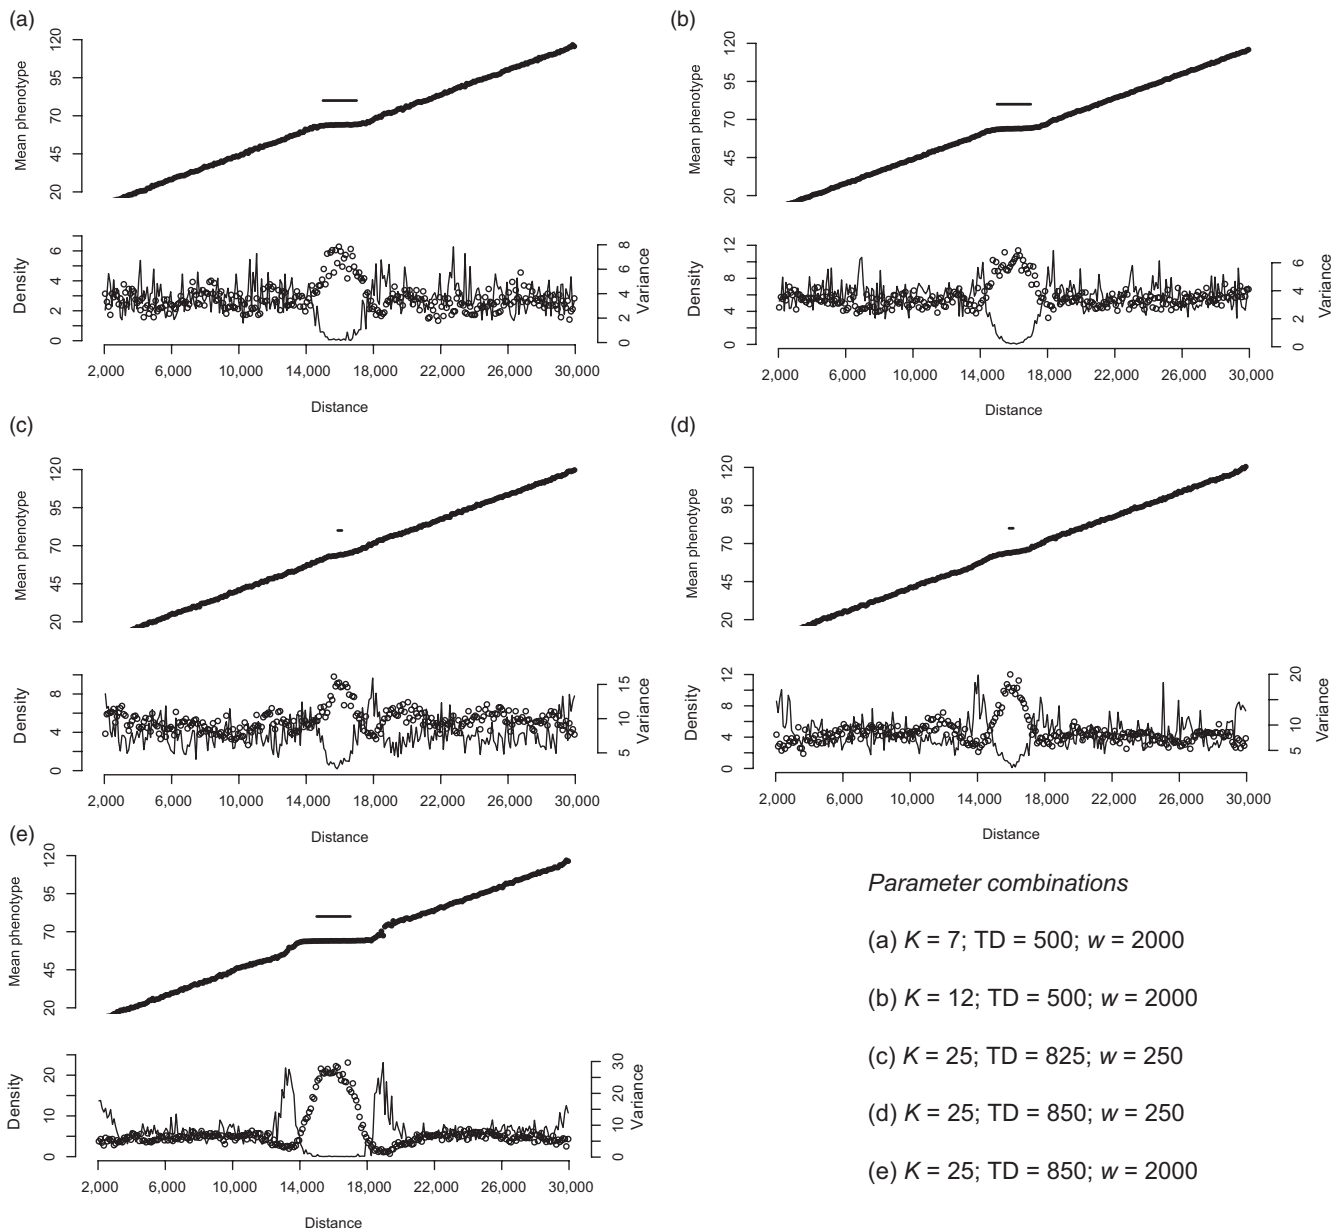 (a)
120
95
70
45
20
Mean phenotype
6
4
2
0
Density
8
6
4
2
0
Variance
2,000 6,000 10,000 14,000 18,000 22,000 26,000 30,000
Distance
(b)
120
95
70
45
20
Mean phenotype
12
8
4
0
Density
6
4
2
0
Variance
2,000 6,000 10,000 14,000 18,000 22,000 26,000 30,000
Distance
(c)
120
95
70
45
20
Mean phenotype
8
4
0
Density
15
10
5
Variance
2,000 6,000 10,000 14,000 18,000 22,000 26,000 30,000
Distance
(d)
120
95
70
45
20
Mean phenotype
12
8
4
0
Density
20
10
5
Variance
2,000 6,000 10,000 14,000 18,000 22,000 26,000 30,000
Distance
(e)
120
95
70
45
20
Mean phenotype
20
10
5
0
Density
30
20
10
0
Variance
2,000 6,000 10,000 14,000 18,000 22,000 26,000 30,000
Distance
Parameter combinations
(a) K = 7; TD = 500; w = 2000
(b) K = 12; TD = 500; w = 2000
(c) K = 25; TD = 825; w = 250
(d) K = 25; TD = 850; w = 250
(e) K = 25; TD = 850; w = 2000